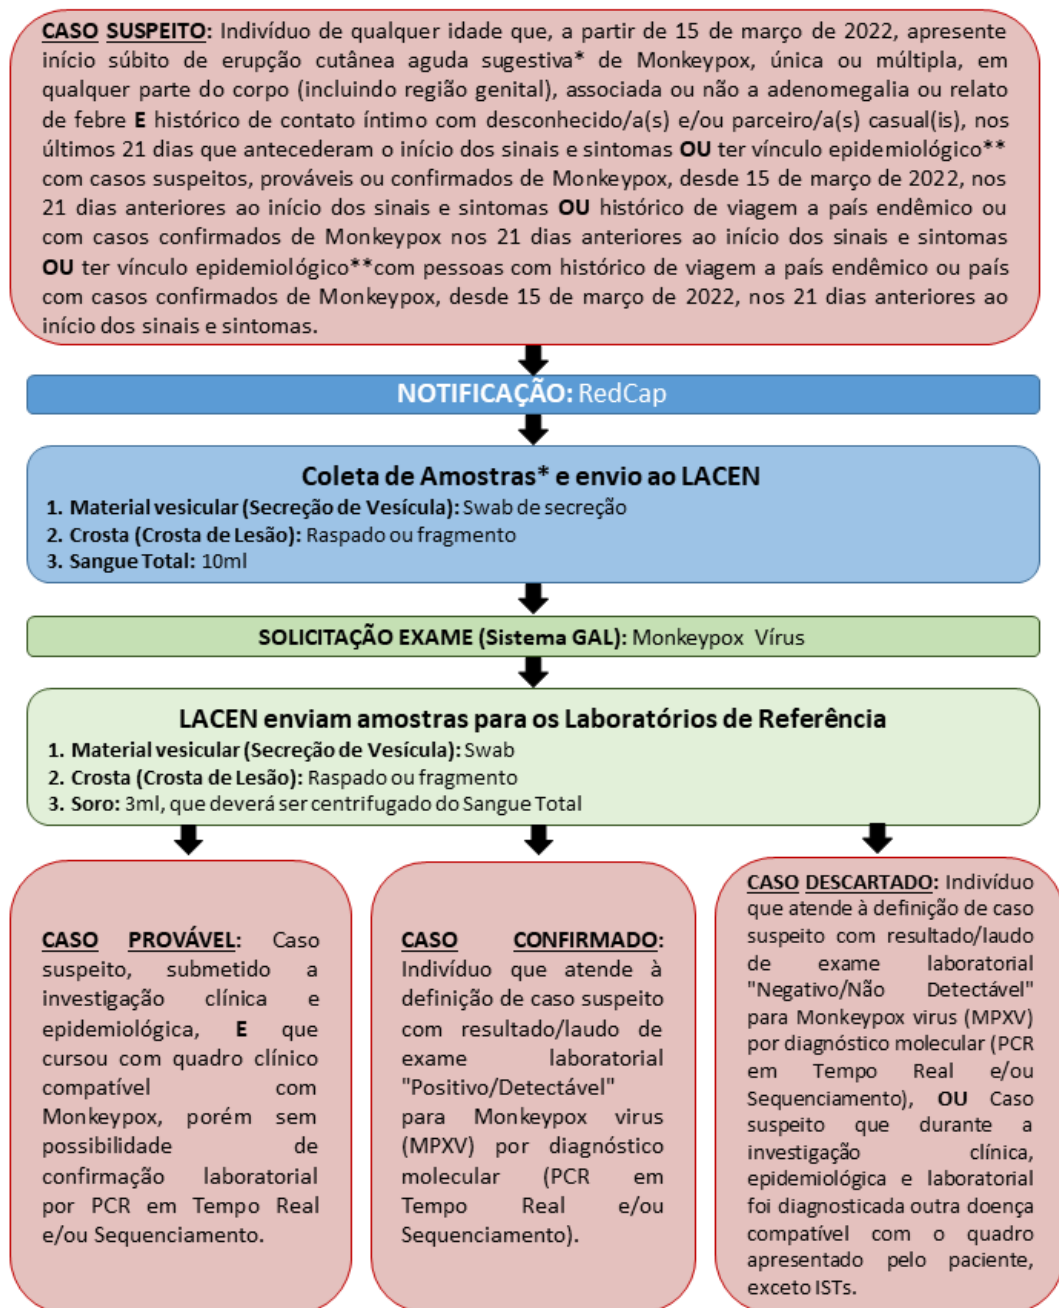 CASO SUSPEITO: Indivíduo de qualquer idade que, a partir de 15 de março de 2022, apresente
início súbito de erupção cutânea aguda sugestiva* de Monkeypox, única ou múltipla, em
qualquer parte do corpo (incluindo região genital), associada ou não a adenomegalia ou relato
de febre E histórico de contato íntimo com desconhecido/a(s) e/ou parceiro/a(s) casual(is), nos
últimos 21 dias que antecederam o início dos sinais e sintomas OU ter vínculo epidemiológico**
com casos suspeitos, prováveis ou confirmados de Monkeypox, desde 15 de março de 2022, nos
21 dias anteriores ao início dos sinais e sintomas OU histórico de viagem a país endêmico ou
com casos confirmados de Monkeypox nos 21 dias anteriores ao início dos sinais e sintomas
OU ter vínculo epidemiológico**com pessoas com histórico de viagem a país endêmico ou país
com casos confirmados de Monkeypox, desde 15 de março de 2022, nos 21 dias anteriores ao
início dos sinais e sintomas.
NOTIFICAÇÃO: RedCap
Coleta de Amostras* e envio ao LACEN
1. Material vesicular (Secreção de Vesícula): Swab de secreção
2. Crosta (Crosta de Lesão): Raspado ou fragmento
3. Sangue Total: 10ml
SOLICITAÇÃO EXAME (Sistema GAL): Monkeypox Vírus
LACEN enviam amostras para os Laboratórios de Referência
1. Material vesicular (Secreção de Vesícula): Swab
2. Crosta (Crosta de Lesão): Raspado ou fragmento
3. Soro: 3ml, que deverá ser centrifugado do Sangue Total
CASO PROVÁVEL: Caso
suspeito, submetido a
investigação clínica e
epidemiológica, E que
cursou com quadro clínico
compatível com
Monkeypox, porém sem
possibilidade de
confirmação laboratorial
por PCR em Tempo Real
e/ou Sequenciamento.
CASO CONFIRMADO:
Indivíduo que atende à
definição de caso suspeito
com resultado/laudo de
exame laboratorial
"Positivo/Detectável"
para Monkeypox virus
(MPXV) por diagnóstico
molecular (PCR em
Tempo Real e/ou
Sequenciamento).
CASO DESCARTADO: Indivíduo
que atende à definição de caso
suspeito com resultado/laudo
de exame laboratorial
"Negativo/Não Detectável"
para Monkeypox virus (MPXV)
por diagnóstico molecular (PCR
em Tempo Real e/ou
Sequenciamento), OU Caso
suspeito que durante a
investigação clínica,
epidemiológica e laboratorial
foi diagnosticada outra doença
compatível com o quadro
apresentado pelo paciente,
exceto ISTs.